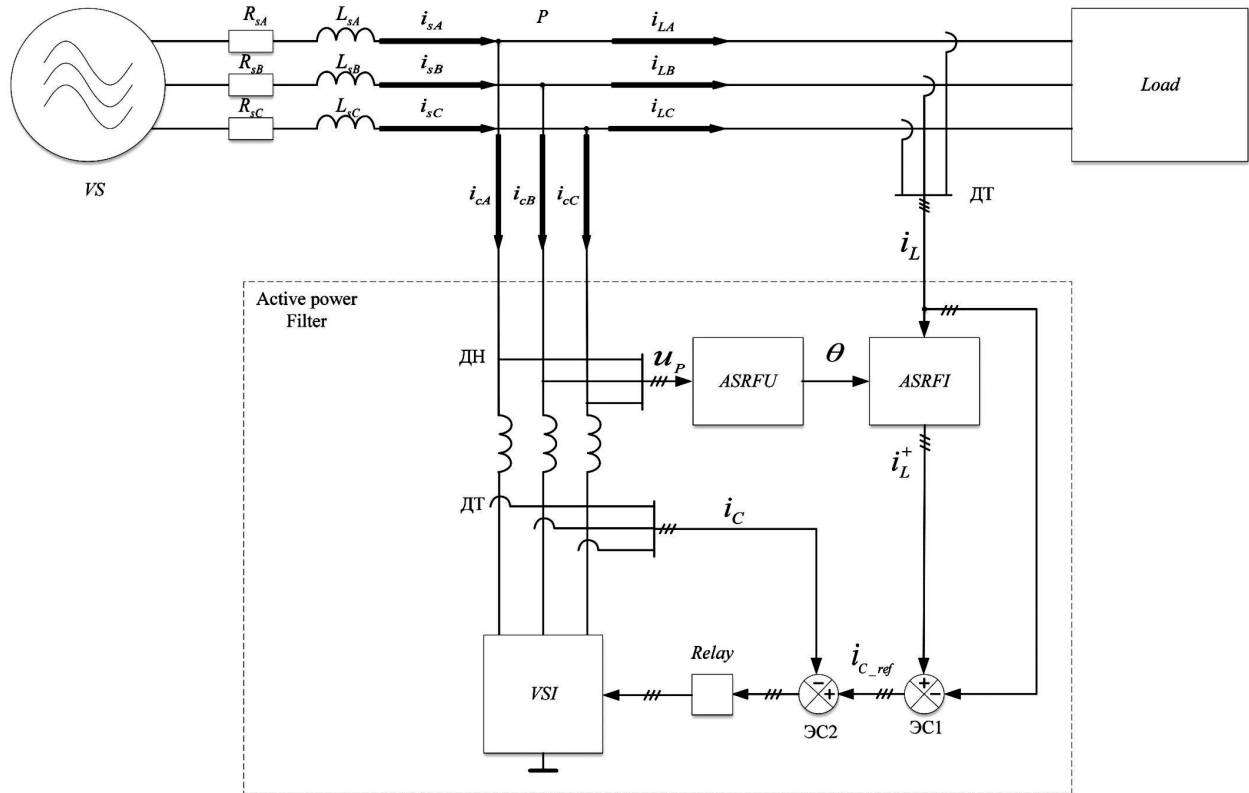 R_sA L_sA i_sA P i_LA
R_sB L_sB i_sB i_LB
R_sC L_sC i_sC i_LC
Load
VS
i_cA i_cB i_cC
ДТ
i_L
Active power
Filter
ДН
u_P
ASRFU
θ
ASRFI
i_L^+
ДТ
i_C
Relay
i_C_ref
VSI
− +
+ −
ЭС2
ЭС1